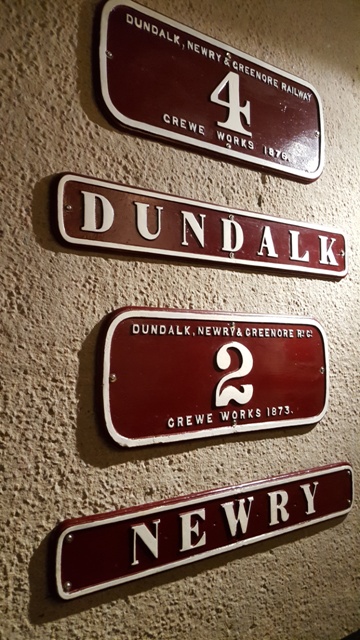 DUNDALK, NEWRY & GREENORE RAILWAY
4
CREWE WORKS 1876.
DUNDALK
DUNDALK, NEWRY & GREENORE RY. CO.
2
CREWE WORKS 1873.
NEWRY